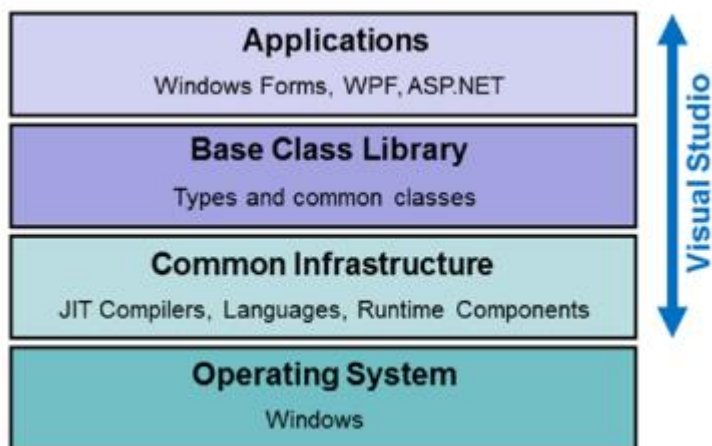 Applications
Windows Forms, WPF, ASP.NET
Base Class Library
Types and common classes
Common Infrastructure
JIT Compilers, Languages, Runtime Components
Operating System
Windows
Visual Studio